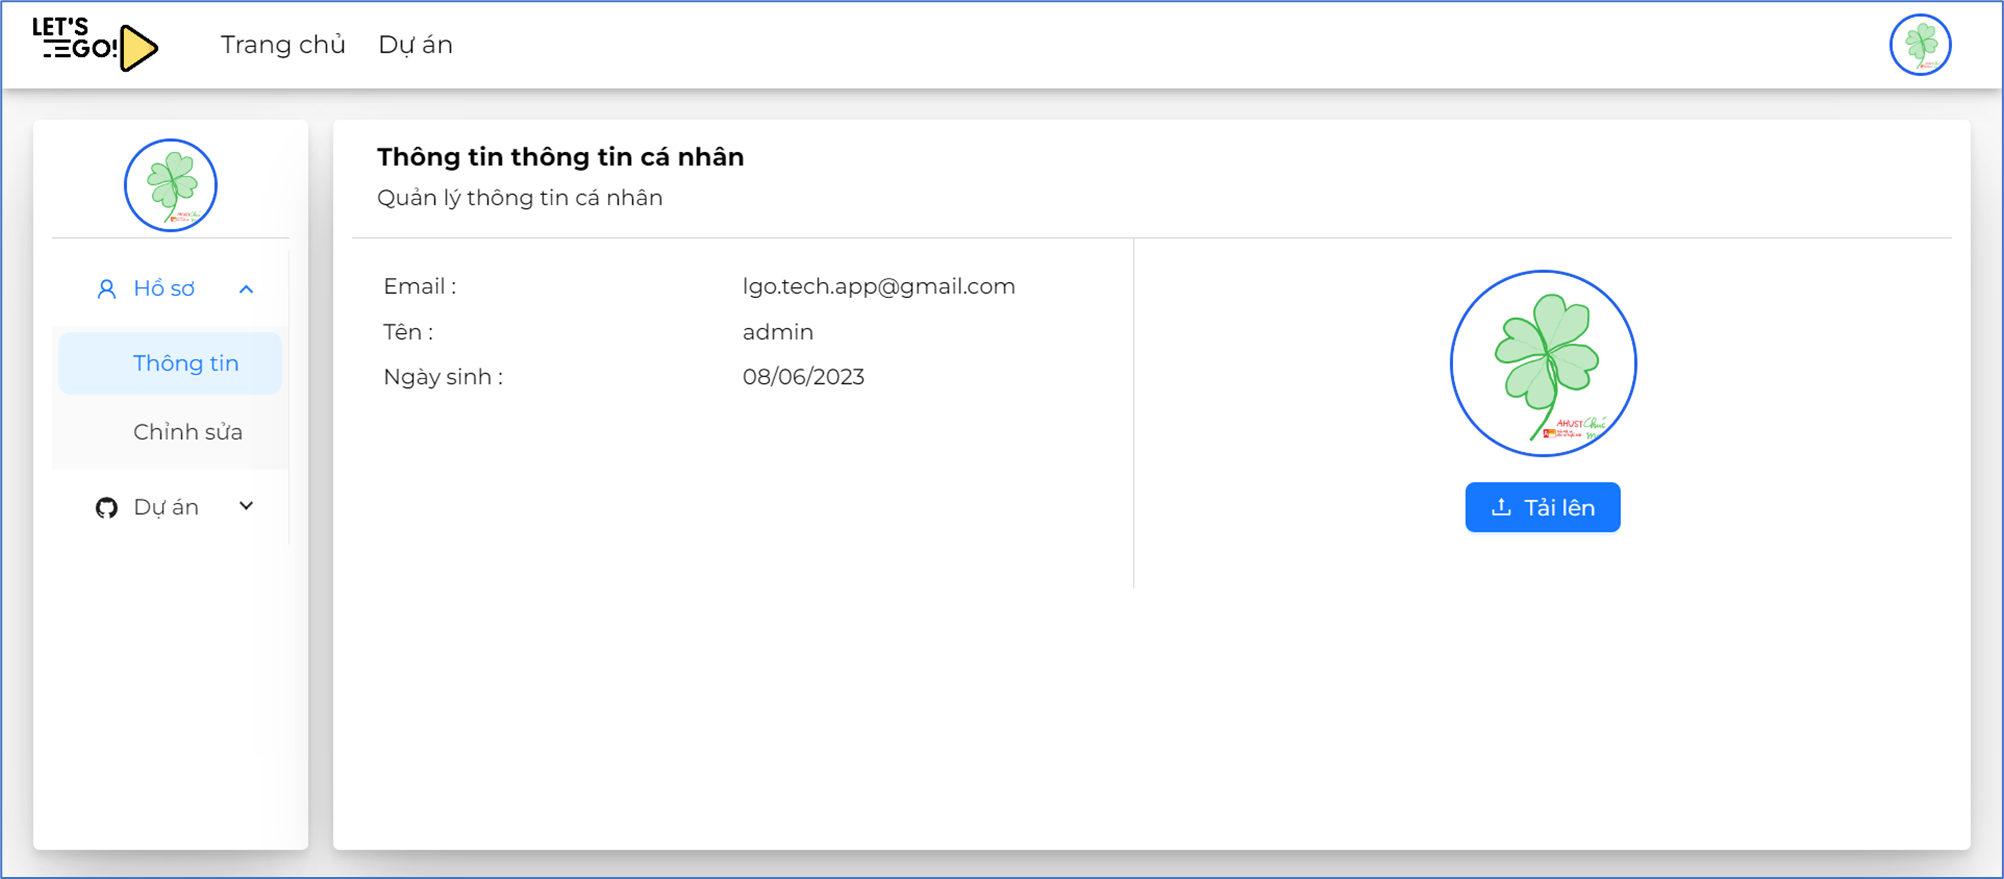 LET'S
GO!
Trang chủ Dự án
Thông tin thông tin cá nhân
Quản lý thông tin cá nhân
Hồ sơ
Thông tin
Chỉnh sửa
Dự án
Email : lgo.tech.app@gmail.com
Tên : admin
Ngày sinh : 08/06/2023
AHUST Chúc
Tải lên